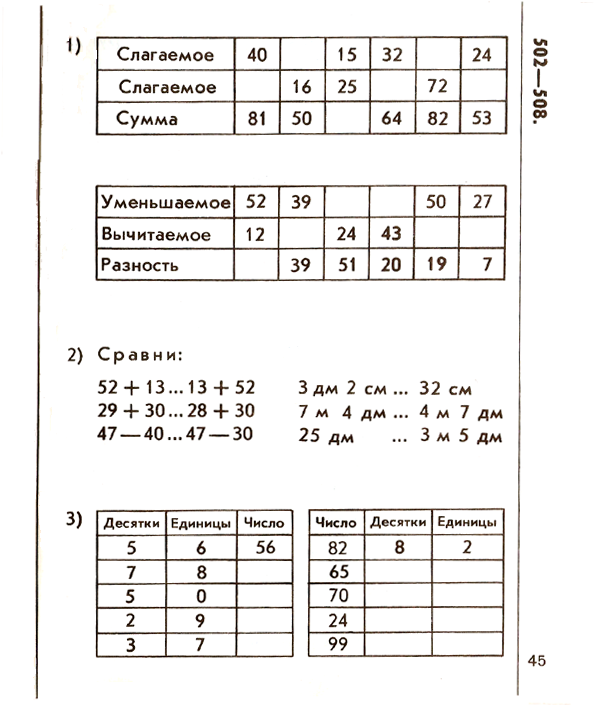 502—508.
1)
Слагаемое 40 15 32 24
Слагаемое 16 25 72
Сумма 81 50 64 82 53
Уменьшаемое 52 39 50 27
Вычитаемое 12 24 43
Разность 39 51 20 19 7
2) Сравни:
52 + 13 ... 13 + 52 3 дм 2 см ... 32 см
29 + 30 ... 28 + 30 7 м 4 дм ... 4 м 7 дм
47 — 40 ... 47 — 30 25 дм ... 3 м 5 дм
3)
Десятки Единицы Число Число Десятки Единицы
5 6 56 82 8 2
7 8 65
5 0 70
2 9 24
3 7 99
45